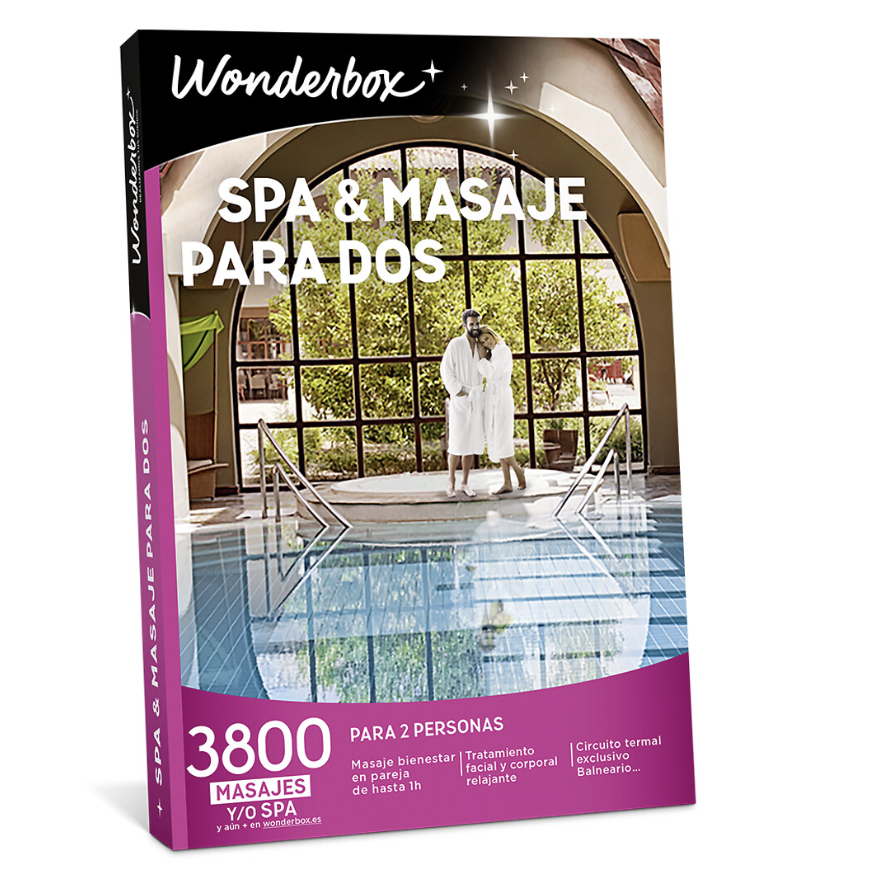 Wonderbox
SPA & MASAJE
PARA DOS
Wonderbox
SPA & MASAJE PARA DOS
3800
MASAJES
Y/O SPA
y aún + en wonderbox.es
PARA 2 PERSONAS
Masaje bienestar
en pareja
de hasta 1h
Tratamiento
facial y corporal
relajante
Circuito termal
exclusivo
Balneario...